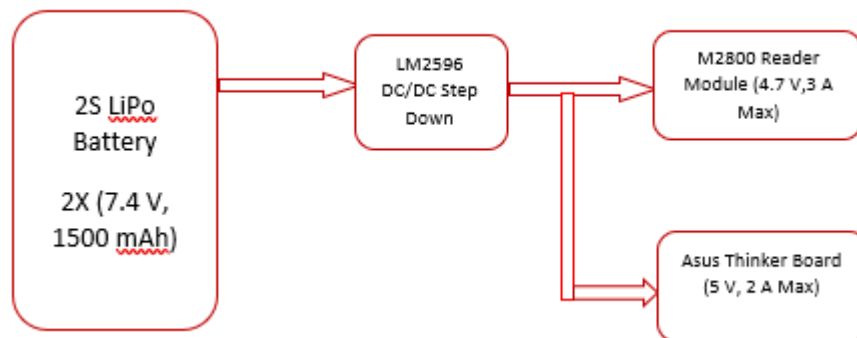 2S LiPo
Battery
2X (7.4 V,
1500 mAh)
LM2596
DC/DC Step
Down
M2800 Reader
Module (4.7 V,3 A
Max)
Asus Thinker Board
(5 V, 2 A Max)